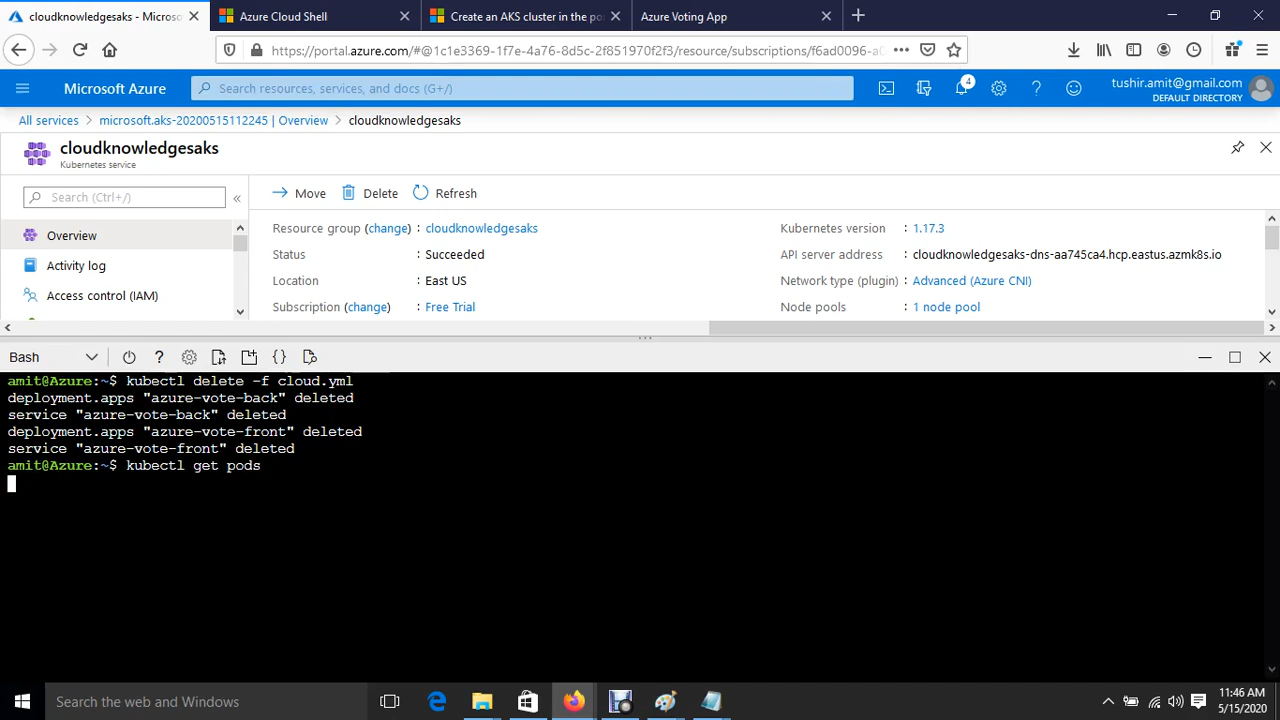 cloudknowledgesaks - Microso
Azure Cloud Shell
Create an AKS cluster in the po
Azure Voting App
https://portal.azure.com/#@1c1e3369-1f7e-4a76-8d5c-2f851970f2f3/resource/subscriptions/f6ad0096-a0
Microsoft Azure
Search resources, services, and docs (G+/)
4
tushir.amit@gmail.com
DEFAULT DIRECTORY
All services
microsoft.aks-20200515112245 | Overview
cloudknowledgesaks
cloudknowledgesaks
Kubernetes service
Search (Ctrl+/)
«
Move
Delete
Refresh
Overview
Activity log
Access control (IAM)
Resource group (change) : cloudknowledgesaks
Status : Succeeded
Location : East US
Subscription (change) : Free Trial
Kubernetes version : 1.17.3
API server address : cloudknowledgesaks-dns-aa745ca4.hcp.eastus.azmk8s.io
Network type (plugin) : Advanced (Azure CNI)
Node pools : 1 node pool
Bash
amit@Azure:~$ kubectl delete -f cloud.yml
deployment.apps "azure-vote-back" deleted
service "azure-vote-back" deleted
deployment.apps "azure-vote-front" deleted
service "azure-vote-front" deleted
amit@Azure:~$ kubectl get pods
Search the web and Windows
11:46 AM
5/15/2020